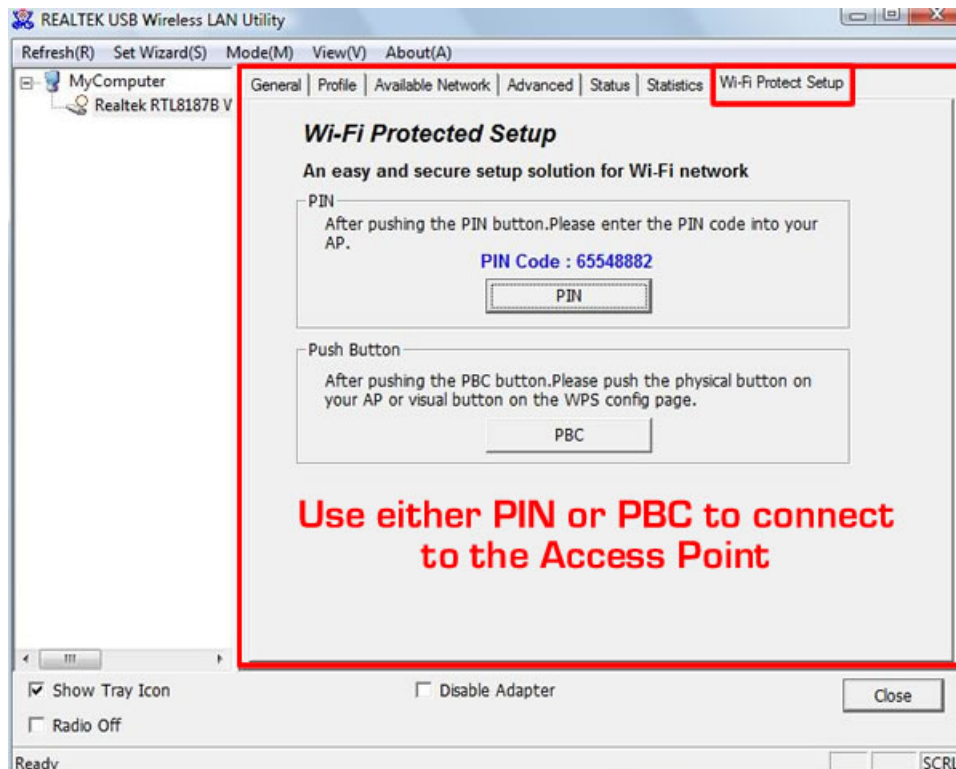 REALTEK USB Wireless LAN Utility
Refresh(R) Set Wizard(S) Mode(M) View(V) About(A)
MyComputer
Realtek RTL8187B
General Profile Available Network Advanced Status Statistics Wi-Fi Protect Setup
Wi-Fi Protected Setup
An easy and secure setup solution for Wi-Fi network
PIN
After pushing the PIN button.Please enter the PIN code into your
AP.
PIN Code : 65548882
PIN
Push Button
After pushing the PBC button.Please push the physical button on
your AP or visual button on the WPS config page.
PBC
Use either PIN or PBC to connect
to the Access Point
Show Tray Icon
Disable Adapter
Close
Radio Off
Ready
SCRL